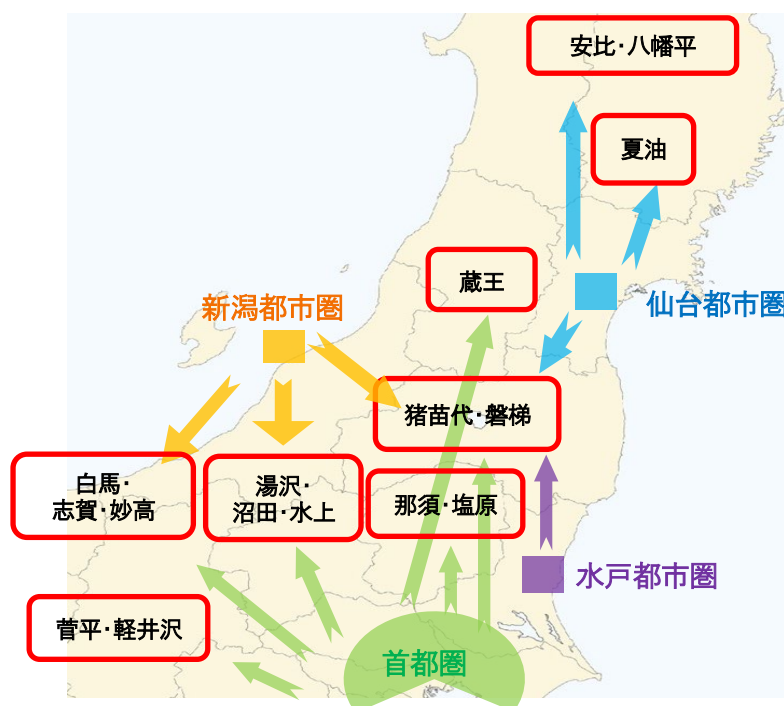 安比・八幡平
夏油
蔵王
新潟都市圏
仙台都市圏
猪苗代・磐梯
白馬・
志賀・妙高
湯沢・
沼田・水上
那須・塩原
水戸都市圏
菅平・軽井沢
首都圏